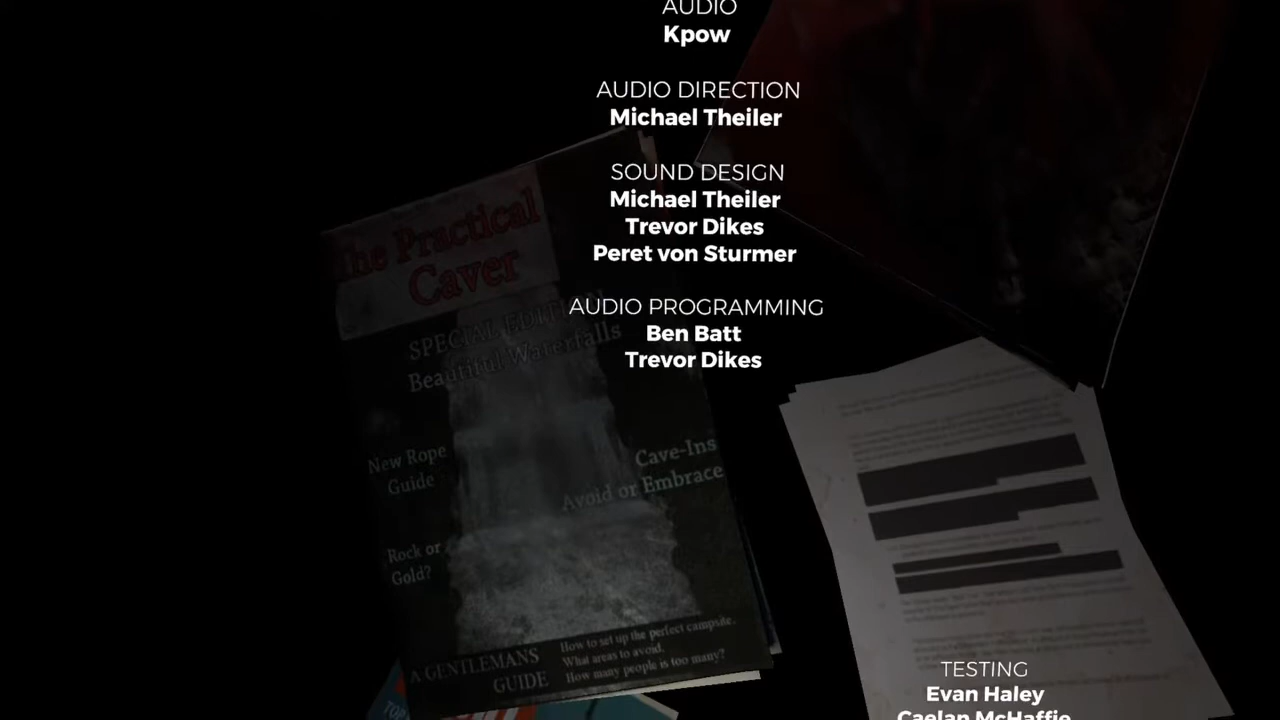 AUDIO
Kpow
AUDIO DIRECTION
Michael Theiler
SOUND DESIGN
Michael Theiler
Trevor Dikes
Peret von Sturmer
AUDIO PROGRAMMING
Ben Batt
Trevor Dikes
The Practical
Caver
SPECIAL EDITION
Beautiful Waterfalls
New Rope
Guide
Cave-Ins
Avoid or Embrace
Rock or
Gold?
A GENTLEMANS
GUIDE
How to set up the perfect campsite.
What areas to avoid.
How many people is too many?
TOP
TESTING
Evan Haley
Caelan McHaffie